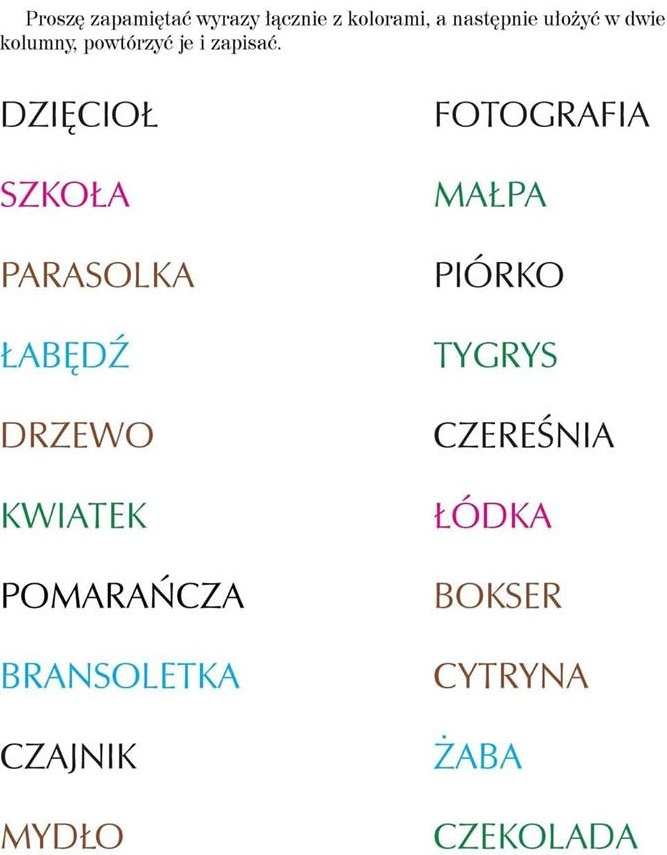 Proszę zapamiętać wyrazy łącznie z kolorami, a następnie ułożyć w dwie
kolumny, powtórzyć je i zapisać.
DZIĘCIOŁ
SZKOŁA
PARASOLKA
ŁABĘDŹ
DRZEWO
KWIATEK
POMARAŃCZA
BRANSOLETKA
CZAJNIK
MYDŁO
FOTOGRAFIA
MAŁPA
PIÓRKO
TYGRYS
CZEREŚNIA
ŁÓDKA
BOKSER
CYTRYNA
ŻABA
CZEKOLADA